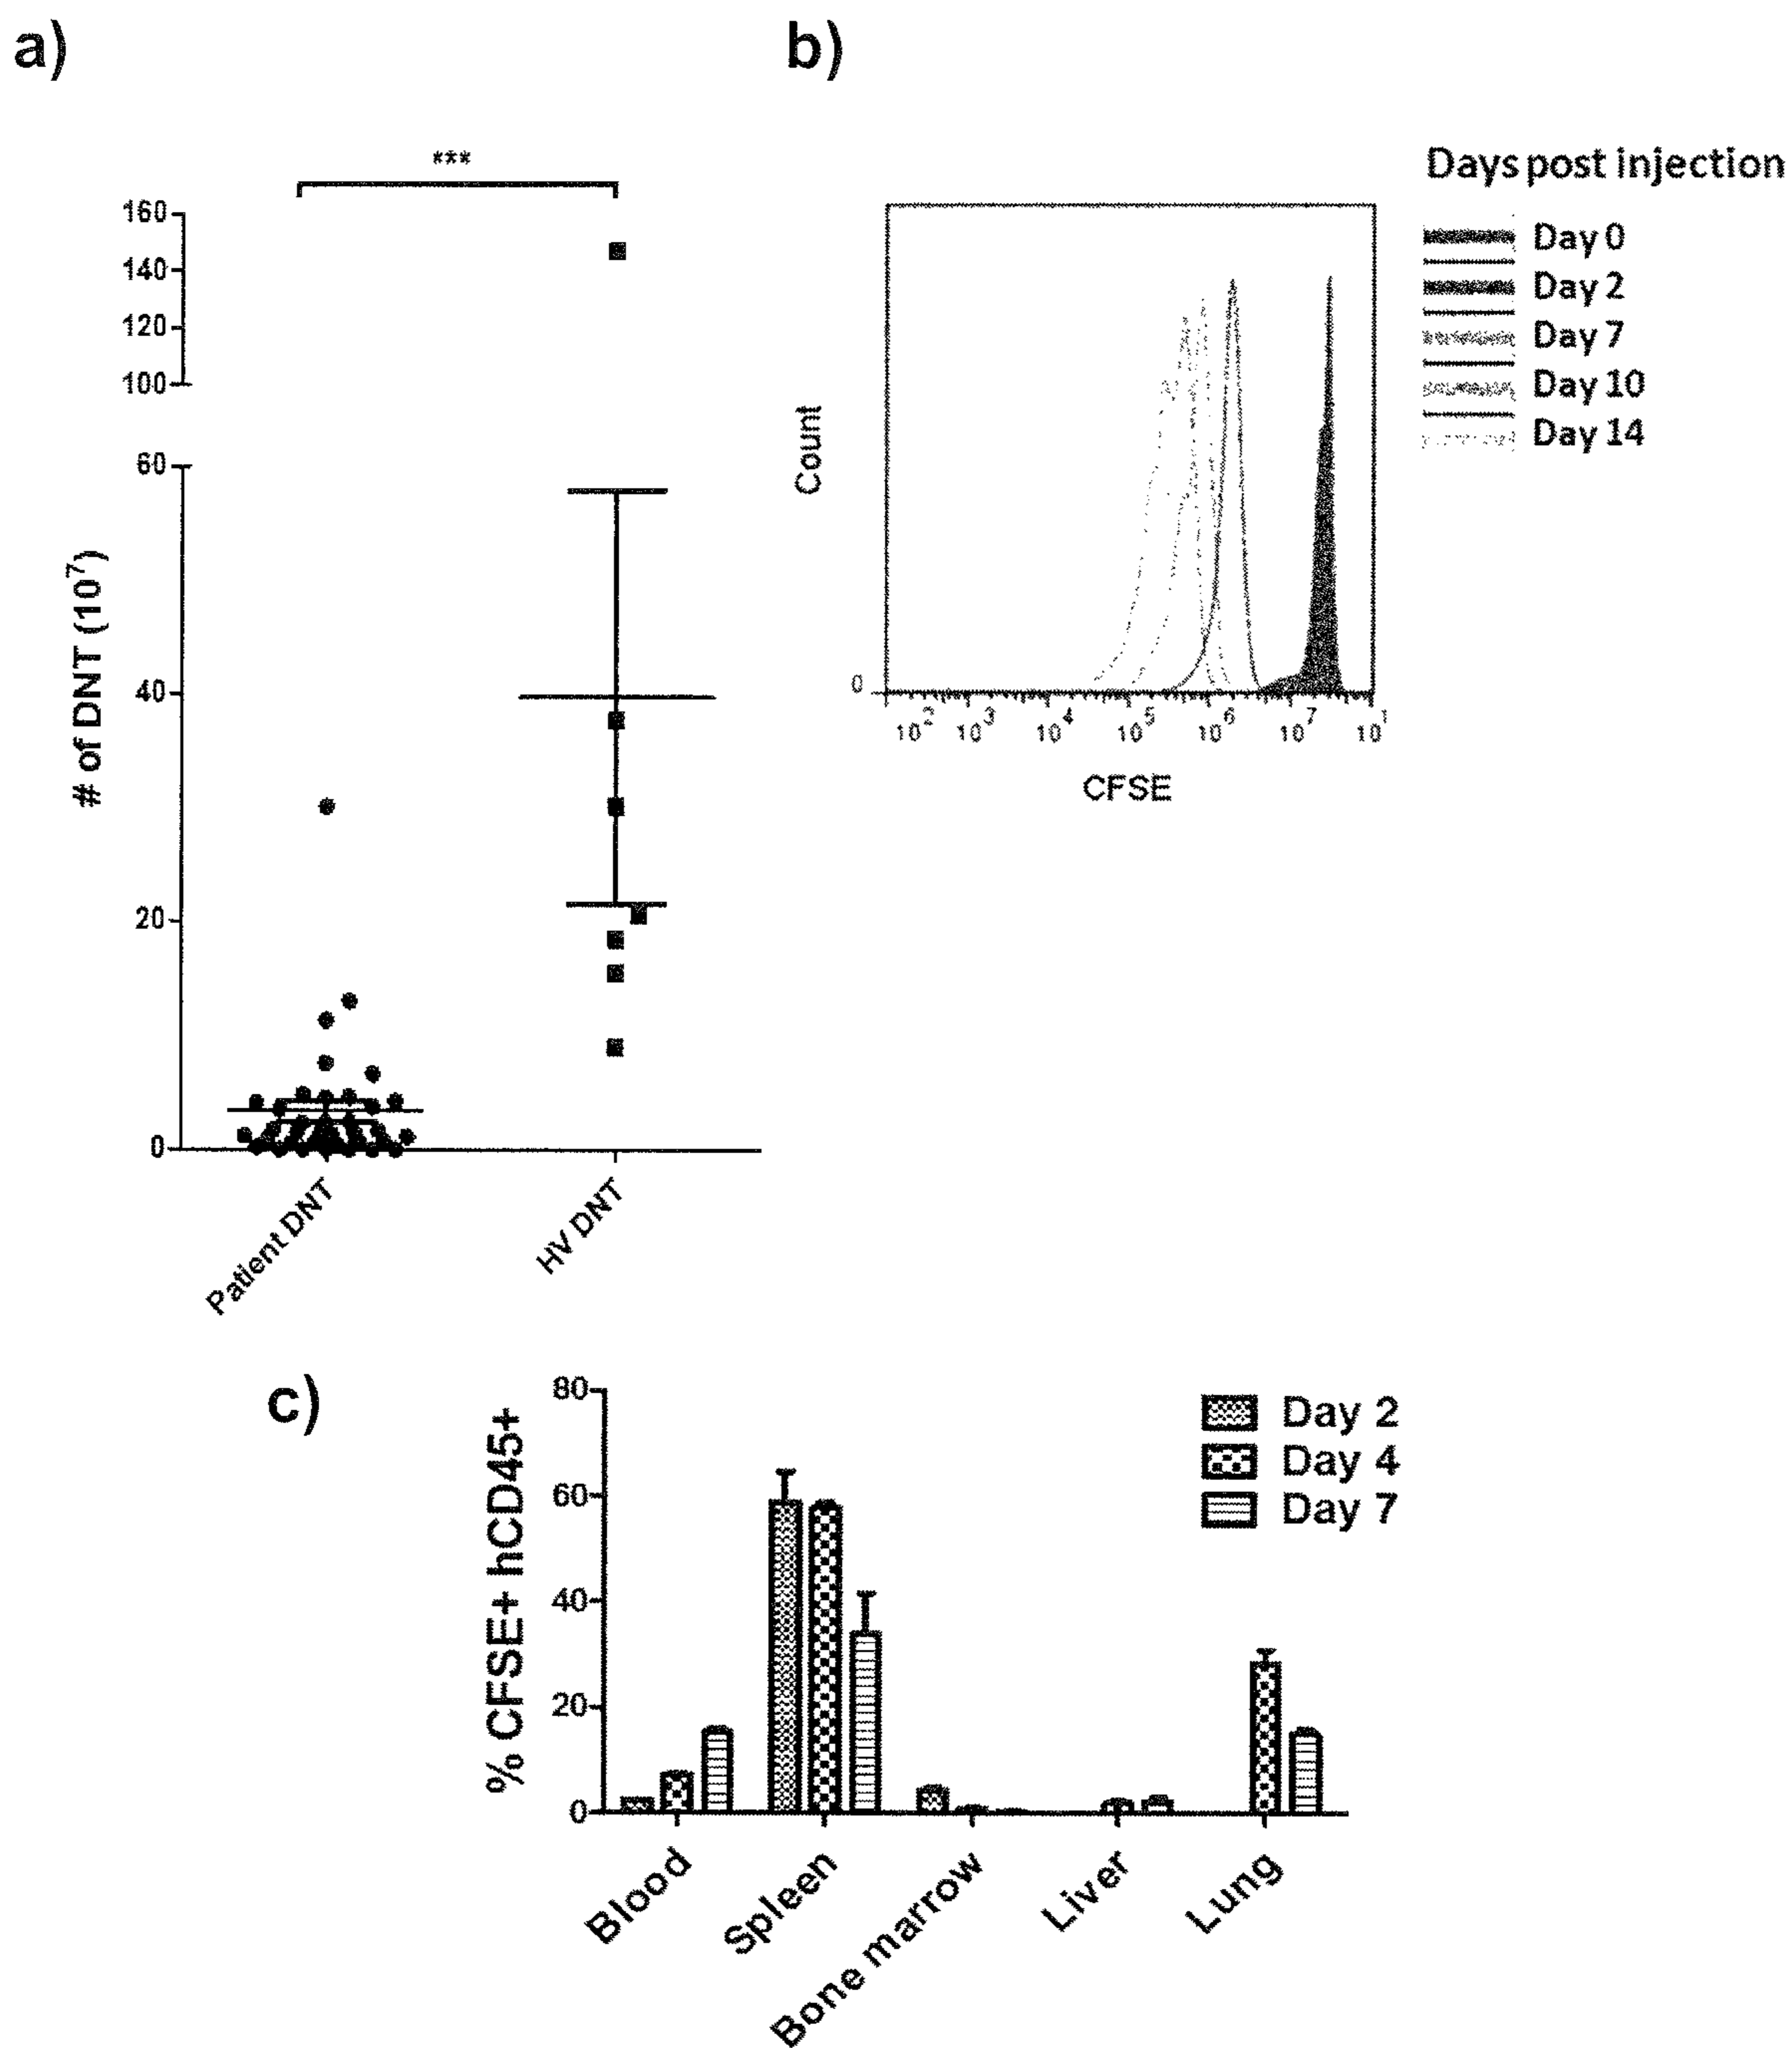 a)
***
160
140
120
100
60
40
20
0
# of DNT (10⁷)
Patient DNT
HV DNT
b)
Days post injection
Day 0
Day 2
Day 7
Day 10
Day 14
Count
0
10² 10³ 10⁴ 10⁵ 10⁶ 10⁷ 10¹
CFSE
c)
80
60
40
20
0
% CFSE+ hCD45+
Day 2
Day 4
Day 7
Blood
Spleen
Bone marrow
Liver
Lung